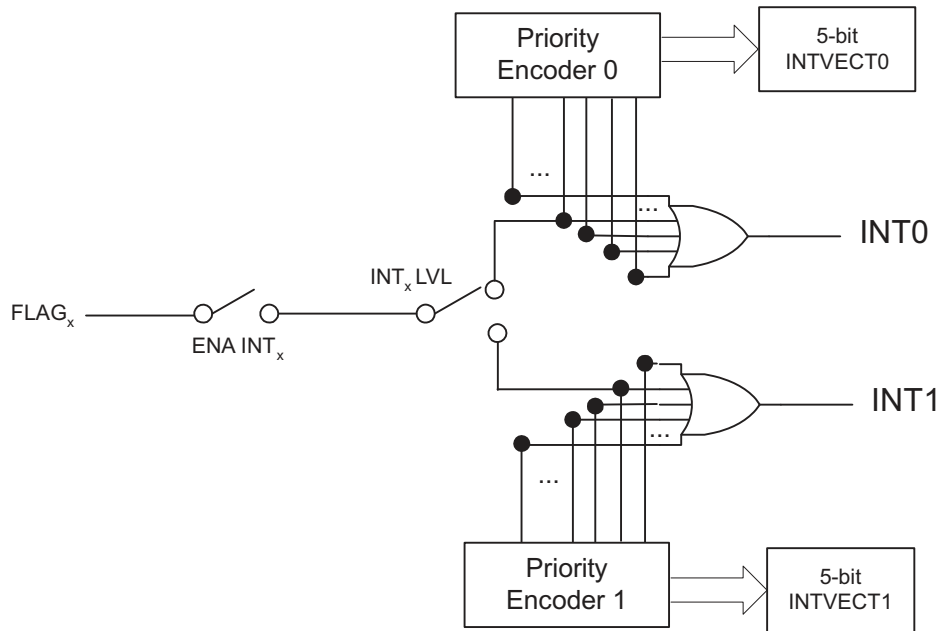 Priority
Encoder 0
5-bit
INTVECT0
...
...
INT0
INTx LVL
FLAGx
ENA INTx
INT1
...
...
Priority
Encoder 1
5-bit
INTVECT1